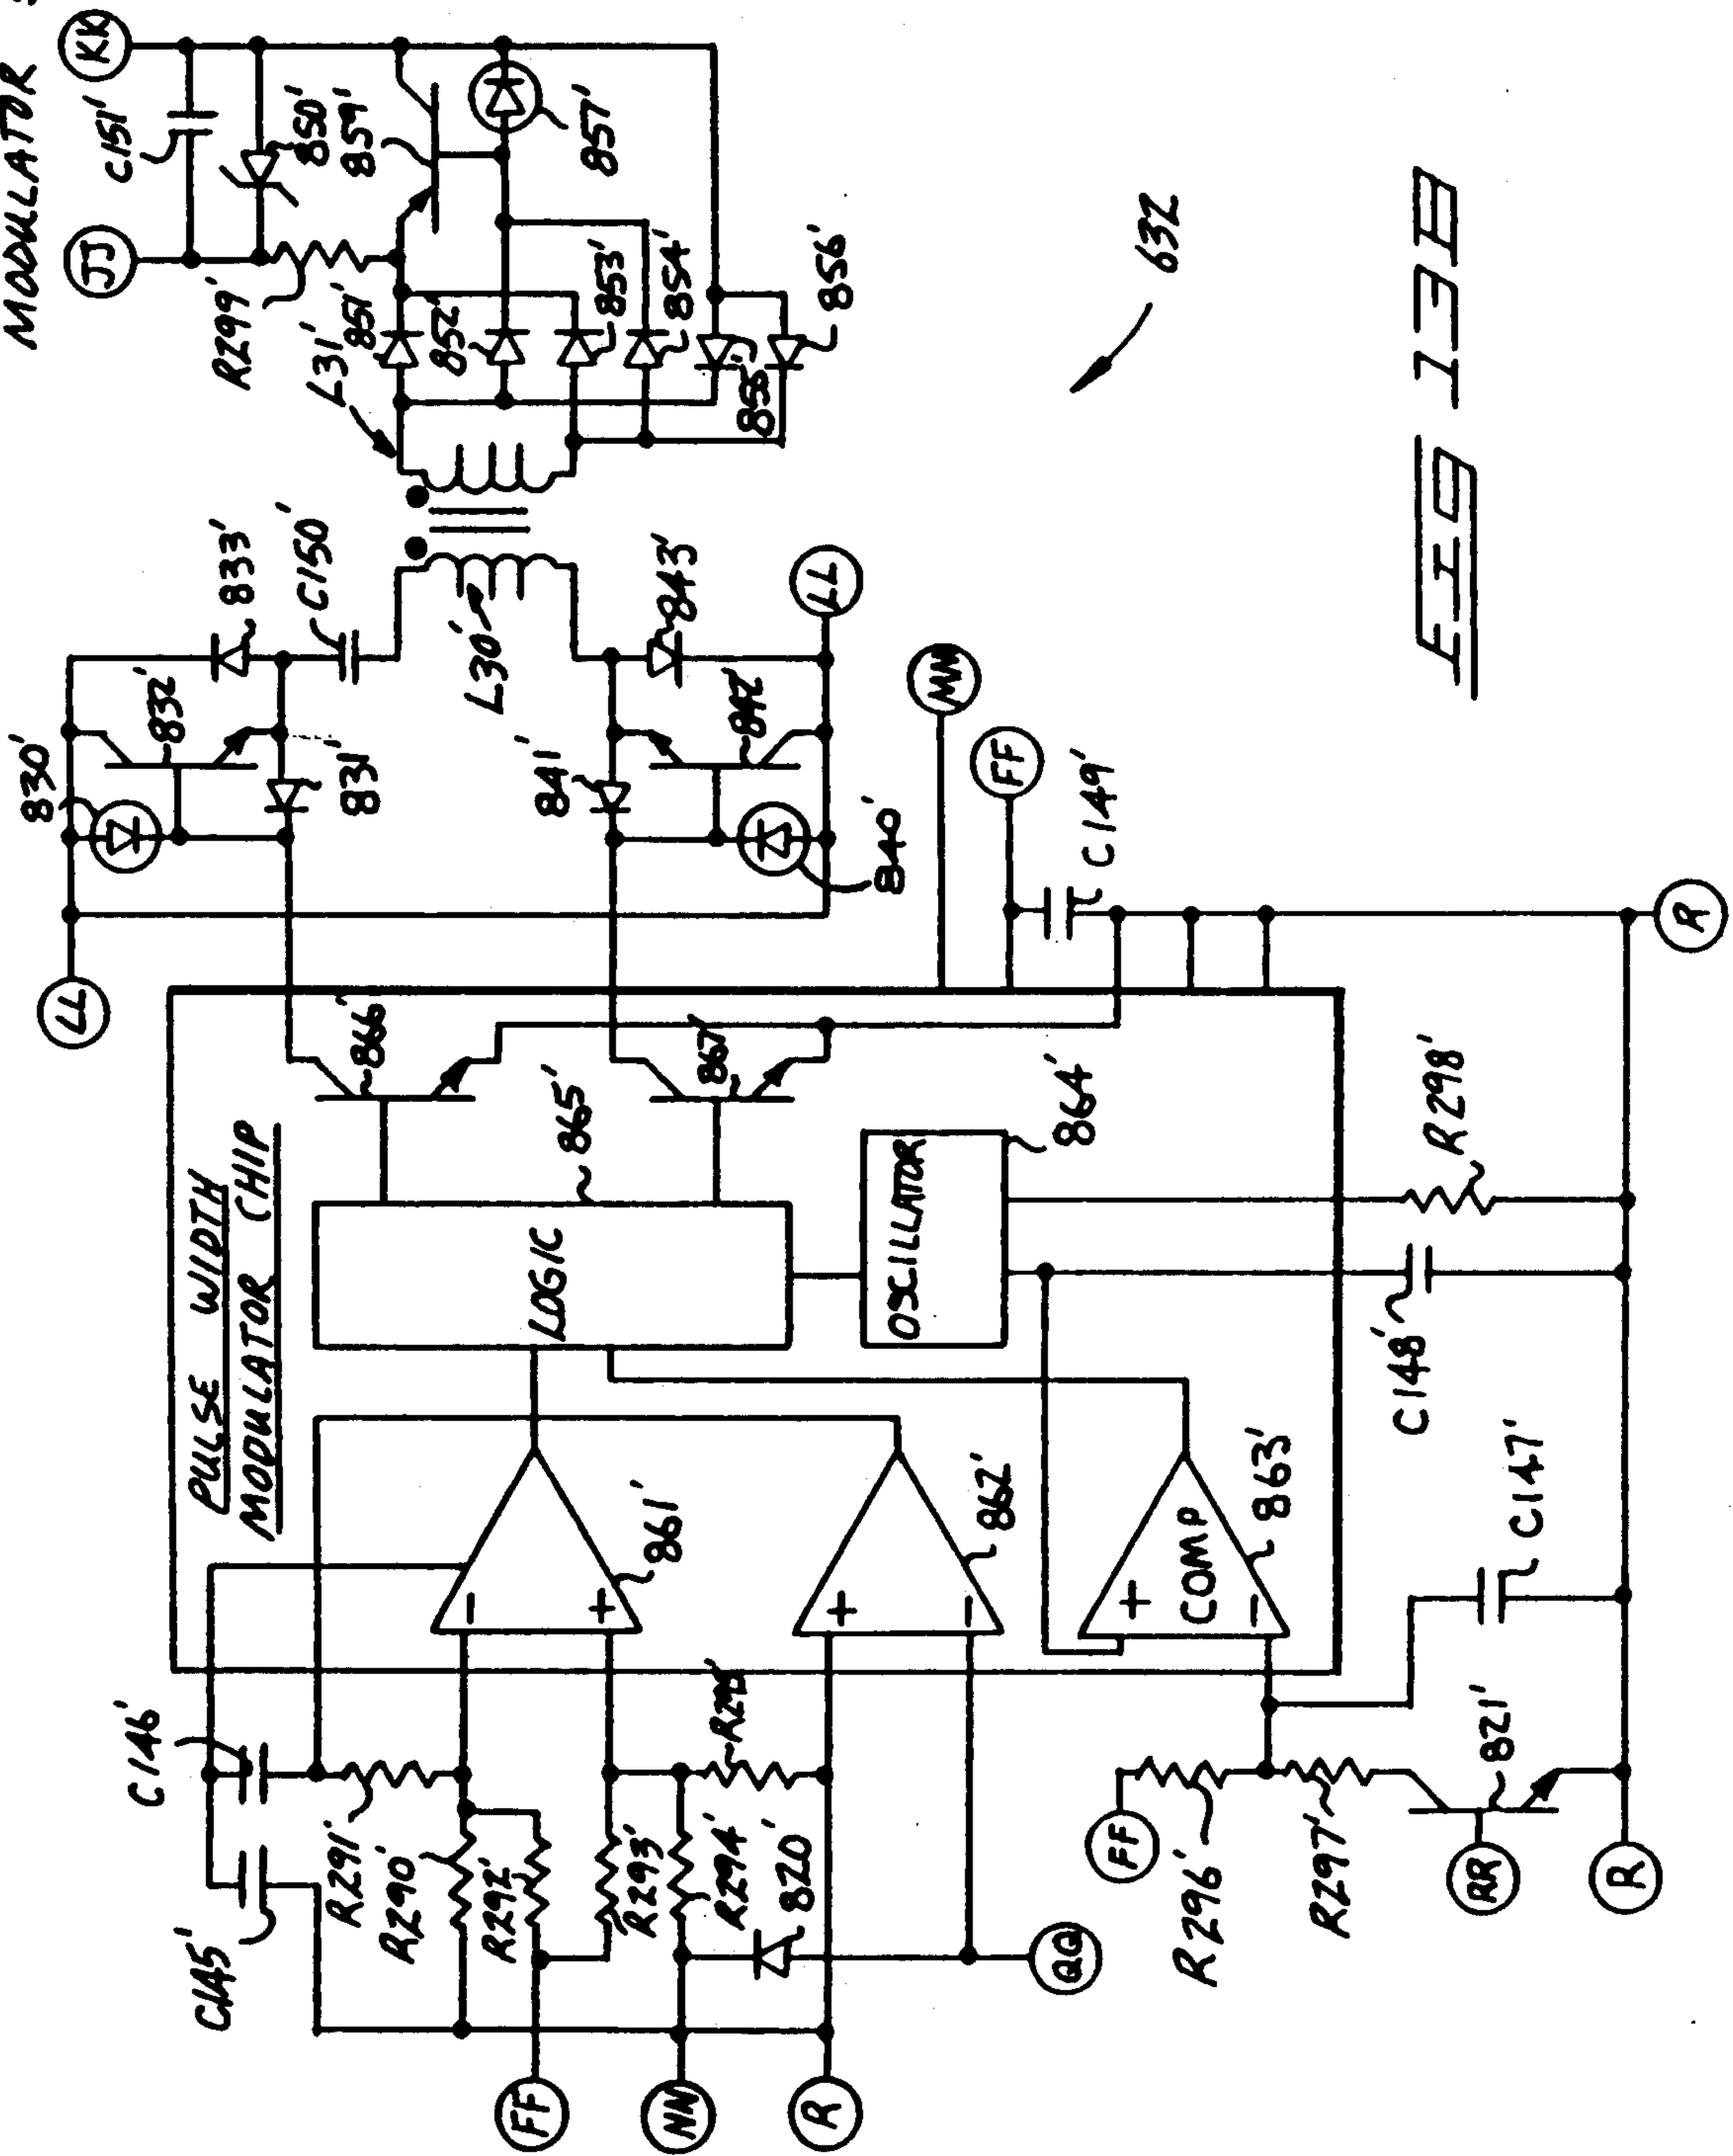 MODULATOR
KK
JJ
C151'
850'
859'
857'
R299'
L31'
851'
852'
853'
854'
855'
856'
632
FIG 13B
833'
C150'
L30'
843'
LL
830'
832'
831'
841'
842'
840'
NN
FF
C149'
R
LL
PULSE WIDTH
MODULATOR CHIP
866'
867'
865'
LOGIC
OSCILLATOR
864'
R298'
C148'
C147'
861'
862'
COMP
863'
-
+
+
-
+
-
C146'
C145'
R291'
R290'
R292'
R293'
R294'
820'
FF
R296'
R297'
RR
821'
R
QQ
FF
NN
R